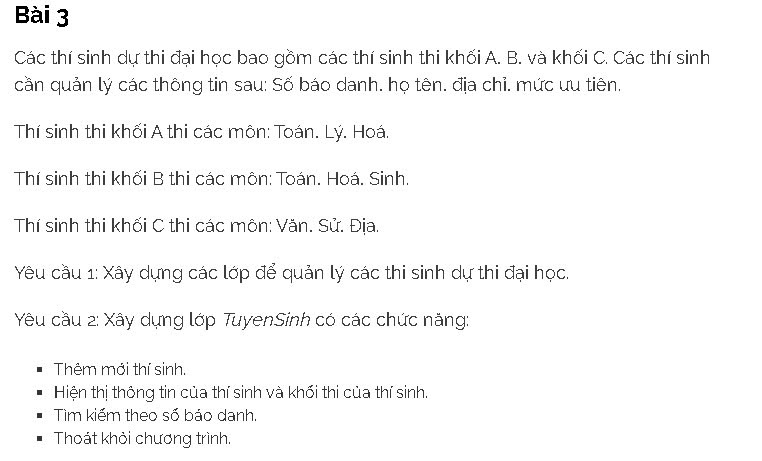 Bài 3
Các thí sinh dự thi đại học bao gồm các thí sinh thi khối A, B, và khối C. Các thí sinh
cần quản lý các thông tin sau: Số báo danh, họ tên, địa chỉ, mức ưu tiên.
Thí sinh thi khối A thi các môn: Toán, Lý, Hoá.
Thí sinh thi khối B thi các môn: Toán, Hoá, Sinh.
Thí sinh thi khối C thi các môn: Văn, Sử, Địa.
Yêu cầu 1: Xây dựng các lớp để quản lý các thi sinh dự thi đại học.
Yêu cầu 2: Xây dựng lớp TuyenSinh có các chức năng:
▪ Thêm mới thí sinh.
▪ Hiện thị thông tin của thí sinh và khối thi của thí sinh.
▪ Tìm kiếm theo số báo danh.
▪ Thoát khỏi chương trình.